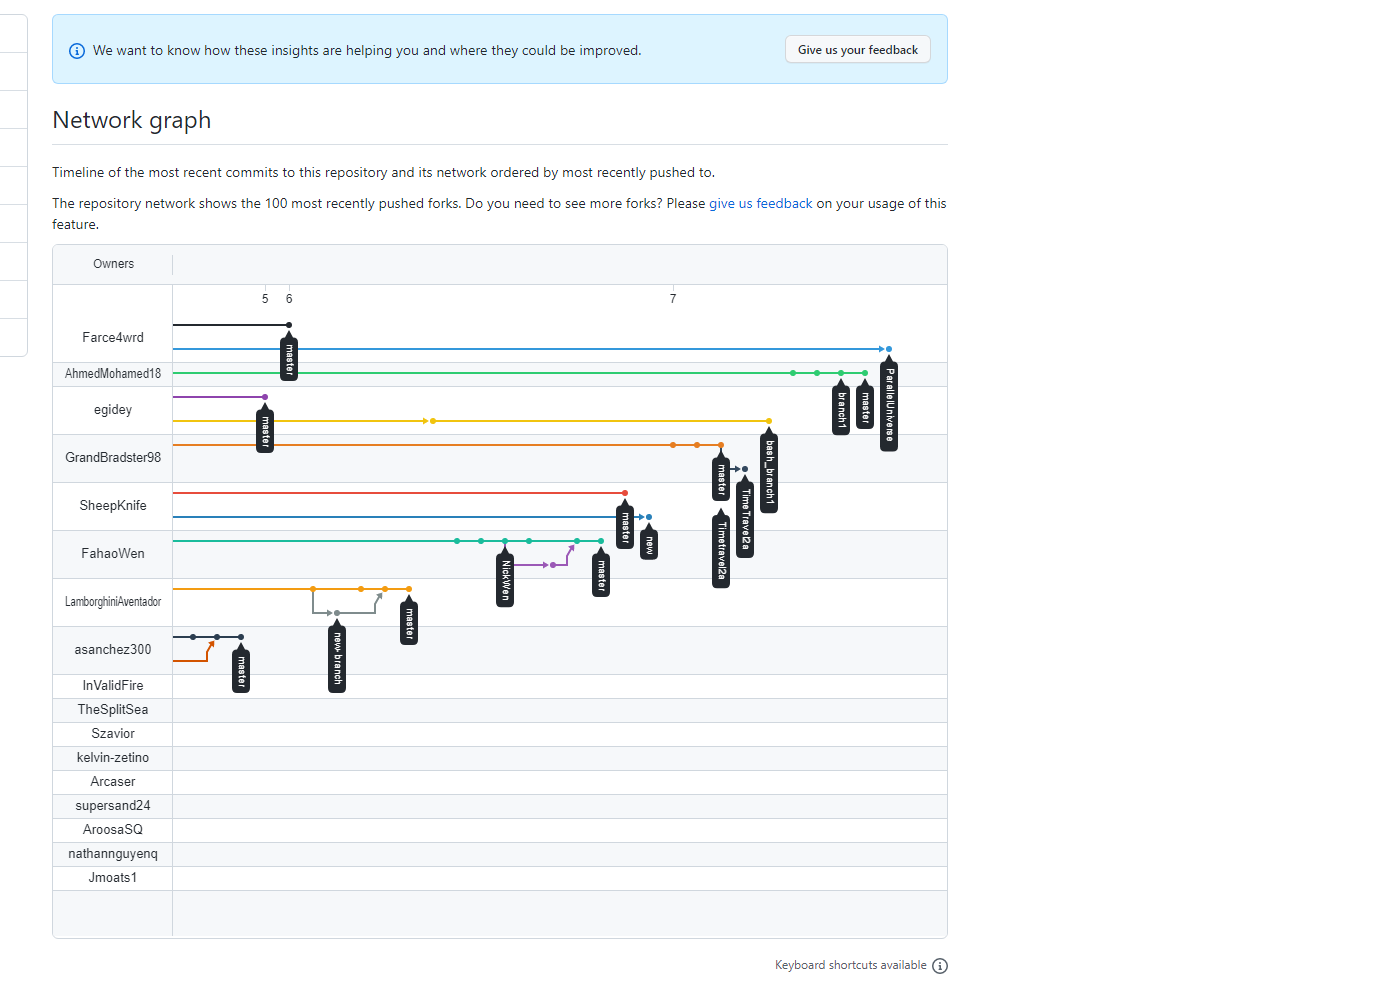 We want to know how these insights are helping you and where they could be improved.
Give us your feedback
Network graph
Timeline of the most recent commits to this repository and its network ordered by most recently pushed to.
The repository network shows the 100 most recently pushed forks. Do you need to see more forks? Please give us feedback on your usage of this
feature.
Owners
5
6
7
Farce4wrd
master
ParallelUniverse
AhmedMohamed18
branch1
master
egidey
master
bash_branch1
GrandBradster98
master
TimeTravel2a
Timetravel2a
SheepKnife
master
new
FahaoWen
NickWen
master
LamborghiniAventador
new-branch
master
asanchez300
master
InValidFire
TheSplitSea
Szavior
kelvin-zetino
Arcaser
supersand24
AroosaSQ
nathannguyenq
Jmoats1
Keyboard shortcuts available